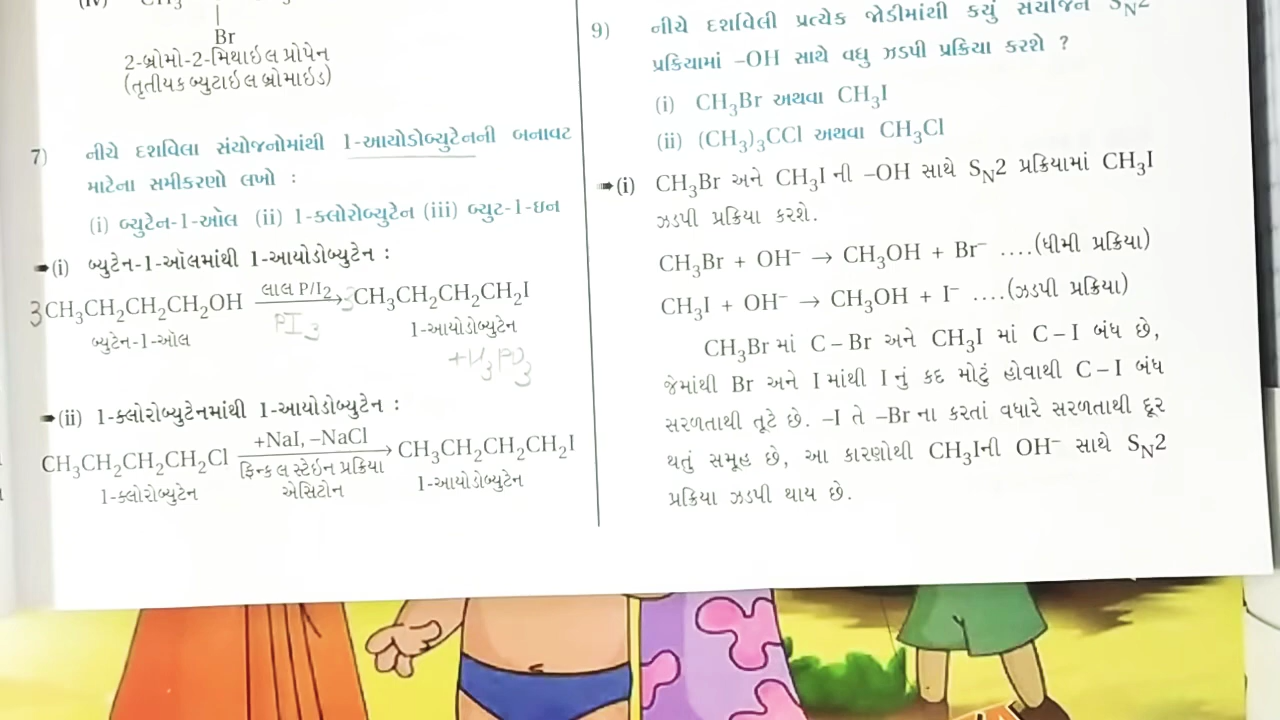 Br
2-બ્રોમો-2-મિથાઇલ પ્રોપેન
(તૃતીયક બ્યુટાઇલ બ્રોમાઇડ)
7) નીચે દર્શાવેલા સંયોજનોમાંથી 1-આયોડોબ્યુટેનની બનાવટ
માટેના સમીકરણો લખો :
(i) બ્યુટેન-1-ઑલ (ii) 1-ક્લોરોબ્યુટેન (iii) બ્યુટ-1-ઇન
➠(i) બ્યુટેન-1-ઑલમાંથી 1-આયોડોબ્યુટેન :
3CH₃CH₂CH₂CH₂OH લાલ P/I₂ → 3CH₃CH₂CH₂CH₂I
PI₃
બ્યુટેન-1-ઑલ 1-આયોડોબ્યુટેન
+H₃PO₃
➠(ii) 1-ક્લોરોબ્યુટેનમાંથી 1-આયોડોબ્યુટેન :
CH₃CH₂CH₂CH₂Cl +NaI, –NaCl → CH₃CH₂CH₂CH₂I
ફિન્કલ સ્ટેઇન પ્રક્રિયા
1-ક્લોરોબ્યુટેન એસિટોન 1-આયોડોબ્યુટેન
9) નીચે દર્શાવેલી પ્રત્યેક જોડીમાંથી કયું સંયોજન S_N2
પ્રક્રિયામાં –OH સાથે વધુ ઝડપી પ્રક્રિયા કરશે ?
(i) CH₃Br અથવા CH₃I
(ii) (CH₃)₃CCl અથવા CH₃Cl
➠(i) CH₃Br અને CH₃I ની –OH સાથે S_N2 પ્રક્રિયામાં CH₃I
ઝડપી પ્રક્રિયા કરશે.
CH₃Br + OH⁻ → CH₃OH + Br⁻ ....(ધીમી પ્રક્રિયા)
CH₃I + OH⁻ → CH₃OH + I⁻ ....(ઝડપી પ્રક્રિયા)
CH₃Br માં C – Br અને CH₃I માં C – I બંધ છે,
જેમાંથી Br અને I માંથી I નું કદ મોટું હોવાથી C – I બંધ
સરળતાથી તૂટે છે. –I તે –Br ના કરતાં વધારે સરળતાથી દૂર
થતું સમૂહ છે, આ કારણોથી CH₃Iની OH⁻ સાથે S_N2
પ્રક્રિયા ઝડપી થાય છે.